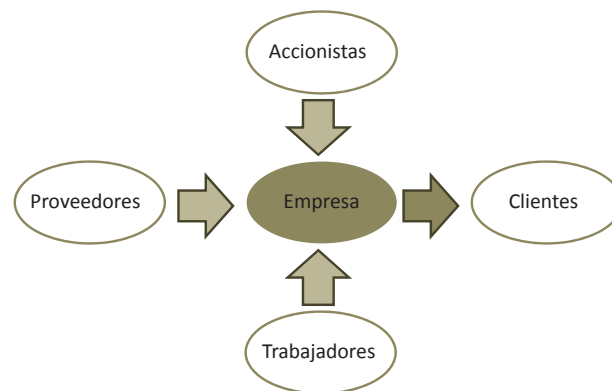 Accionistas
Proveedores
Empresa
Clientes
Trabajadores